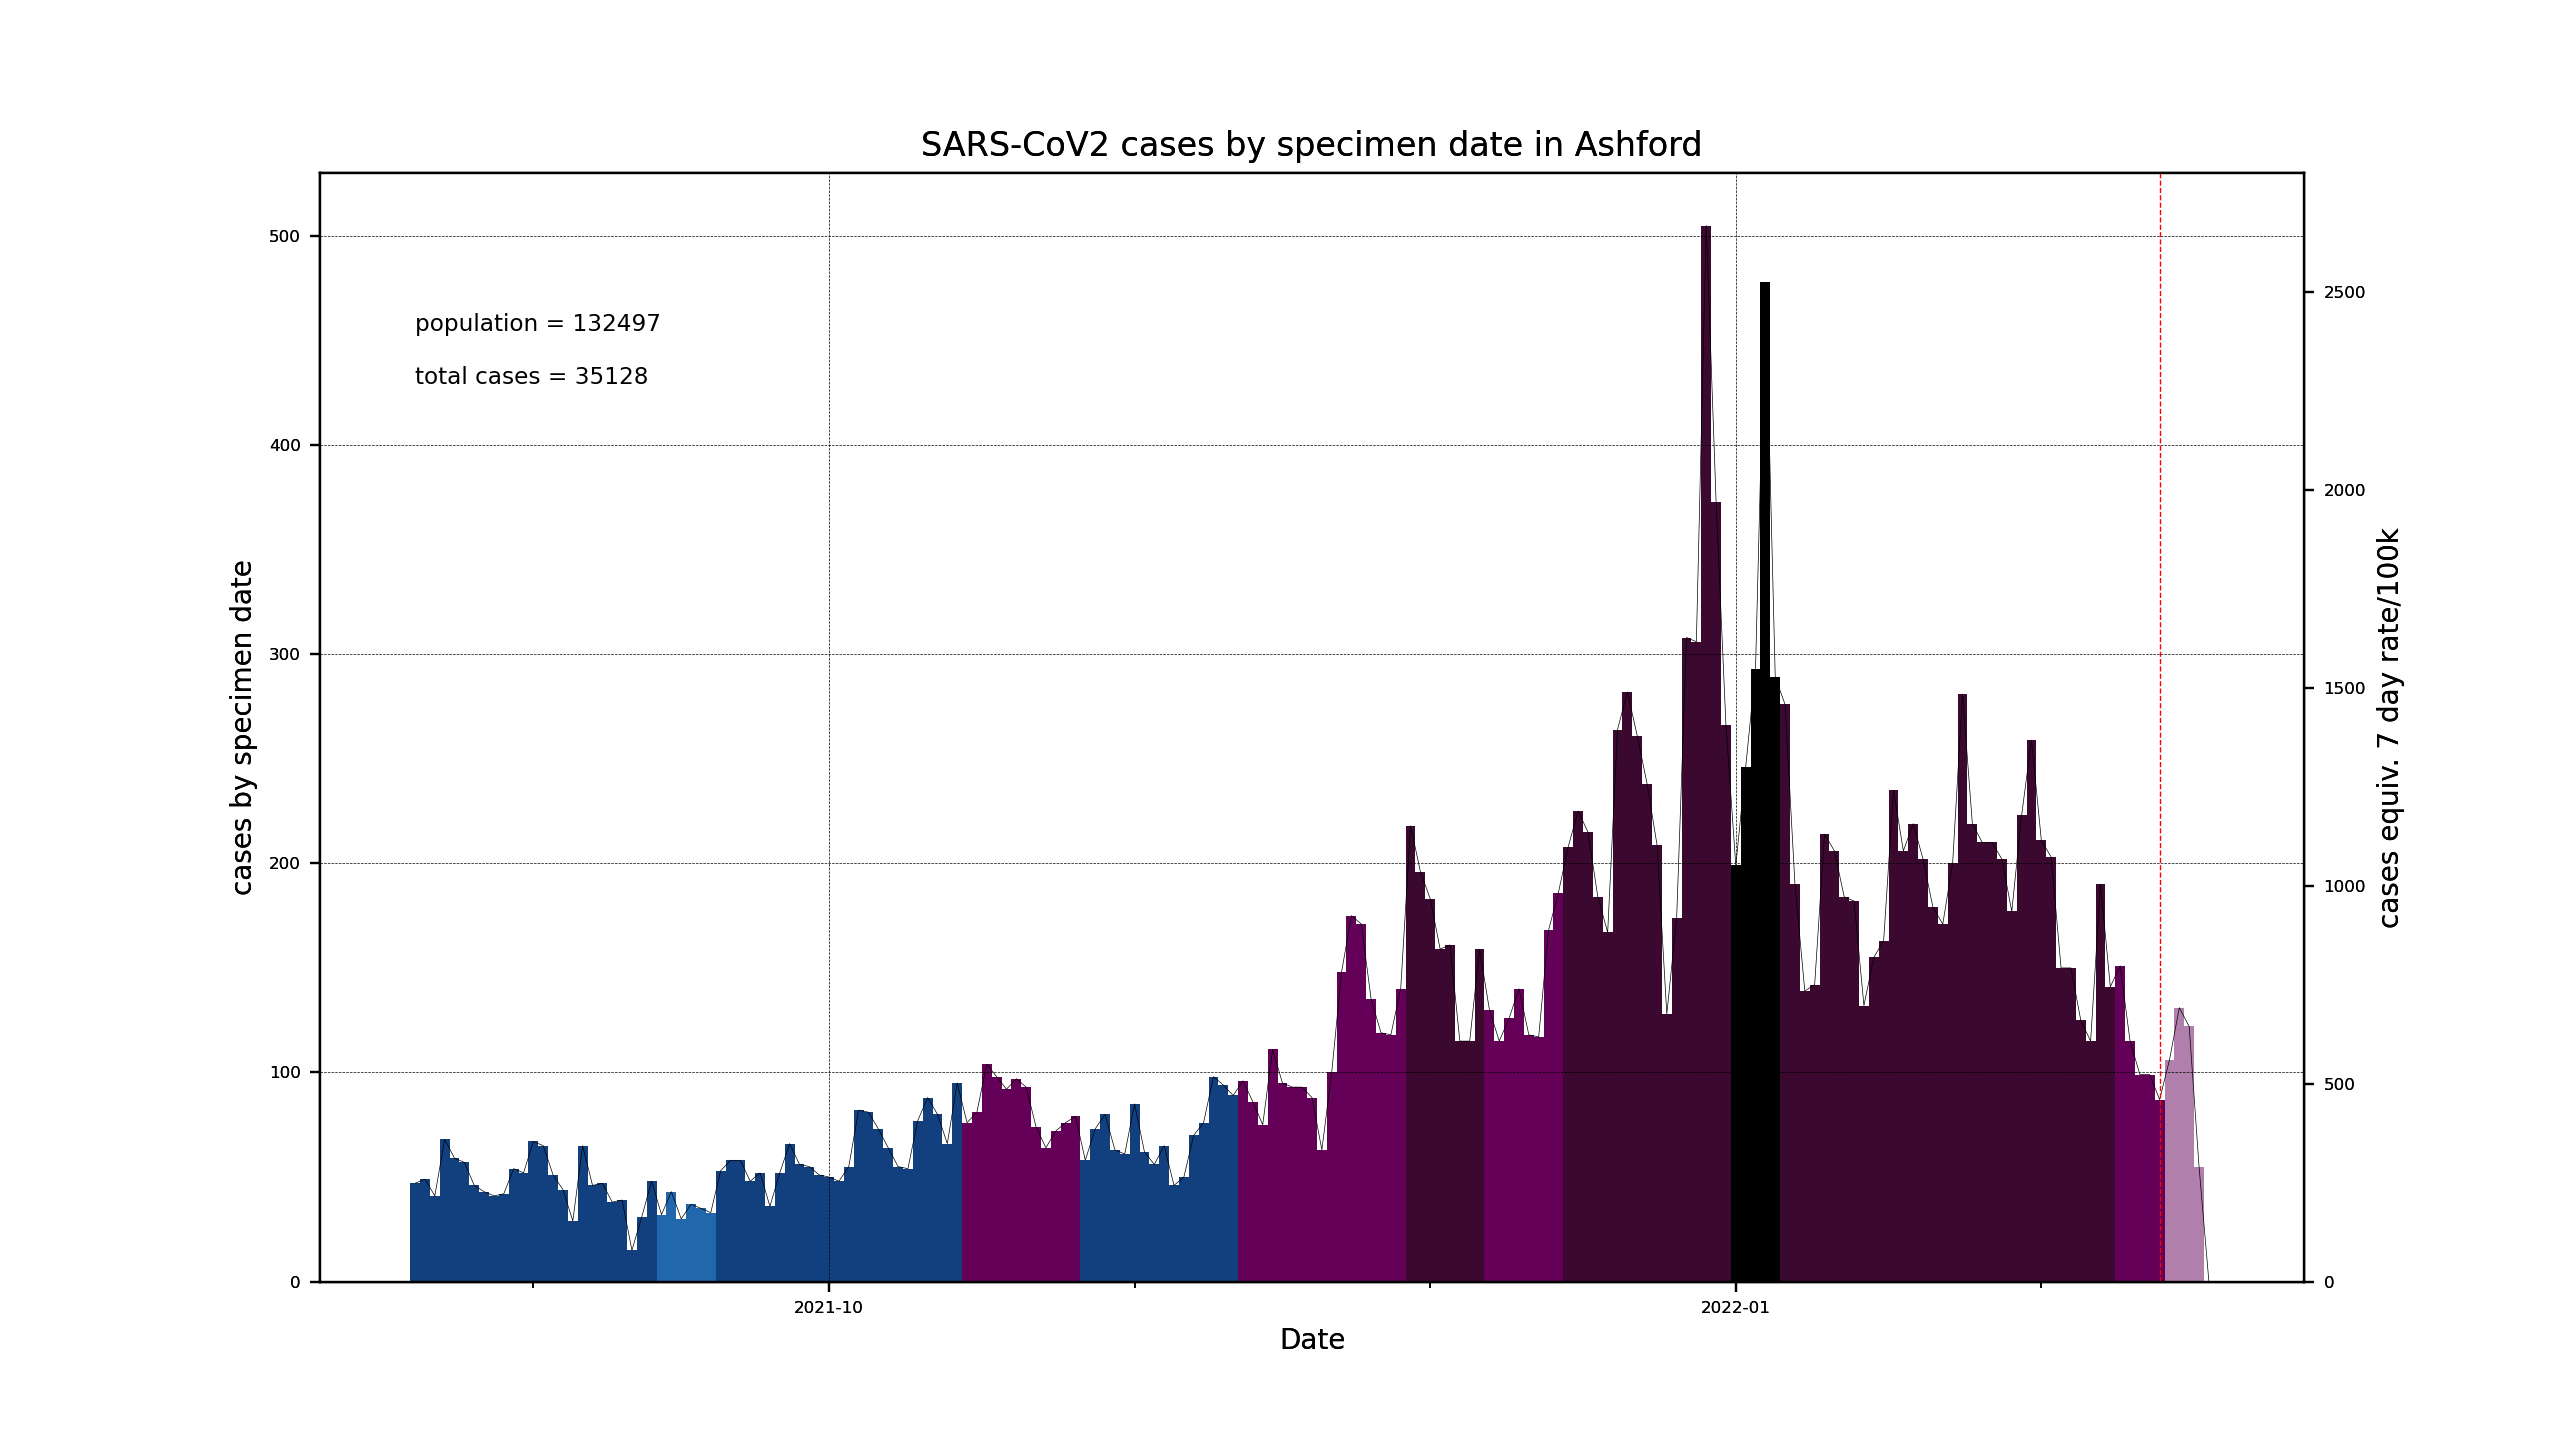 SARS-CoV2 cases by specimen date in Ashford
population = 132497
total cases = 35128
cases by specimen date
500
400
300
200
100
0
2500
2000
1500
1000
500
0
cases equiv. 7 day rate/100k
2021-10
2022-01
Date